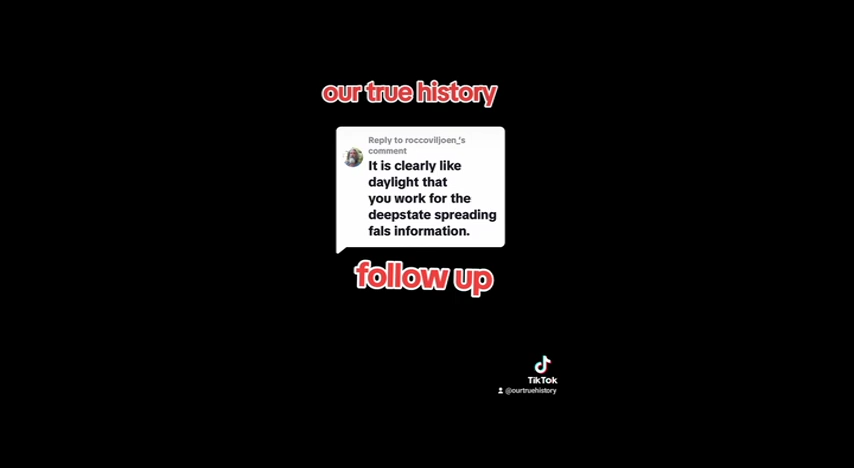 our true history
Reply to roccoviljoen_'s
comment
It is clearly like
daylight that
you work for the
deepstate spreading
fals information.
follow up
TikTok
@ourtruehistory